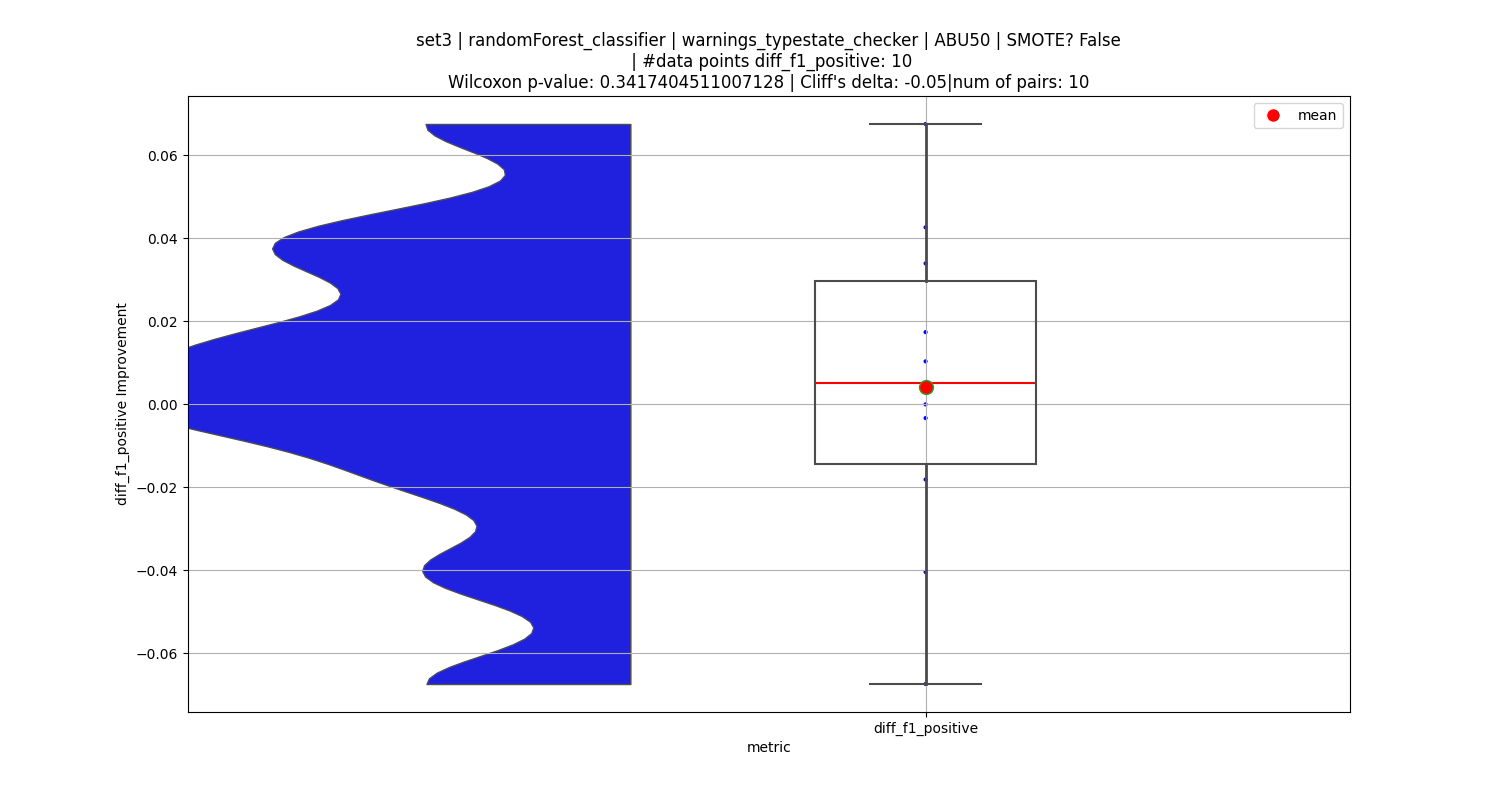 set3 | randomForest_classifier | warnings_typestate_checker | ABU50 | SMOTE? False
| #data points diff_f1_positive: 10
Wilcoxon p-value: 0.3417404511007128 | Cliff's delta: -0.05|num of pairs: 10
mean
0.06
0.04
0.02
0.00
−0.02
−0.04
−0.06
diff_f1_positive Improvement
diff_f1_positive
metric